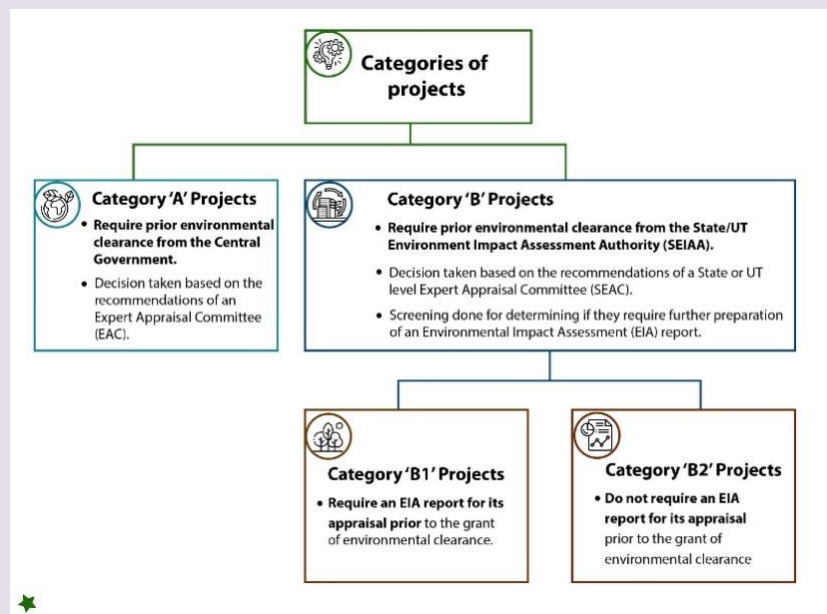 Categories of
projects
Category ‘A’ Projects
• Require prior environmental
clearance from the Central
Government.
• Decision taken based on the
recommendations of an
Expert Appraisal Committee
(EAC).
Category ‘B’ Projects
• Require prior environmental clearance from the State/UT
Environment Impact Assessment Authority (SEIAA).
• Decision taken based on the recommendations of a State or UT
level Expert Appraisal Committee (SEAC).
• Screening done for determining if they require further preparation
of an Environmental Impact Assessment (EIA) report.
Category ‘B1’ Projects
• Require an EIA report for its
appraisal prior to the grant
of environmental clearance.
Category ‘B2’ Projects
• Do not require an EIA
report for its appraisal
prior to the grant of
environmental clearance